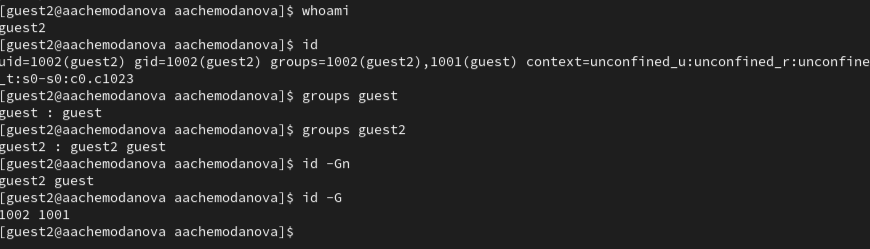 [guest2@aachemodanova aachemodanova]$ whoami
guest2
[guest2@aachemodanova aachemodanova]$ id
uid=1002(guest2) gid=1002(guest2) groups=1002(guest2),1001(guest) context=unconfined_u:unconfined_r:unconfine
_t:s0-s0:c0.c1023
[guest2@aachemodanova aachemodanova]$ groups guest
guest : guest
[guest2@aachemodanova aachemodanova]$ groups guest2
guest2 : guest2 guest
[guest2@aachemodanova aachemodanova]$ id -Gn
guest2 guest
[guest2@aachemodanova aachemodanova]$ id -G
1002 1001
[guest2@aachemodanova aachemodanova]$